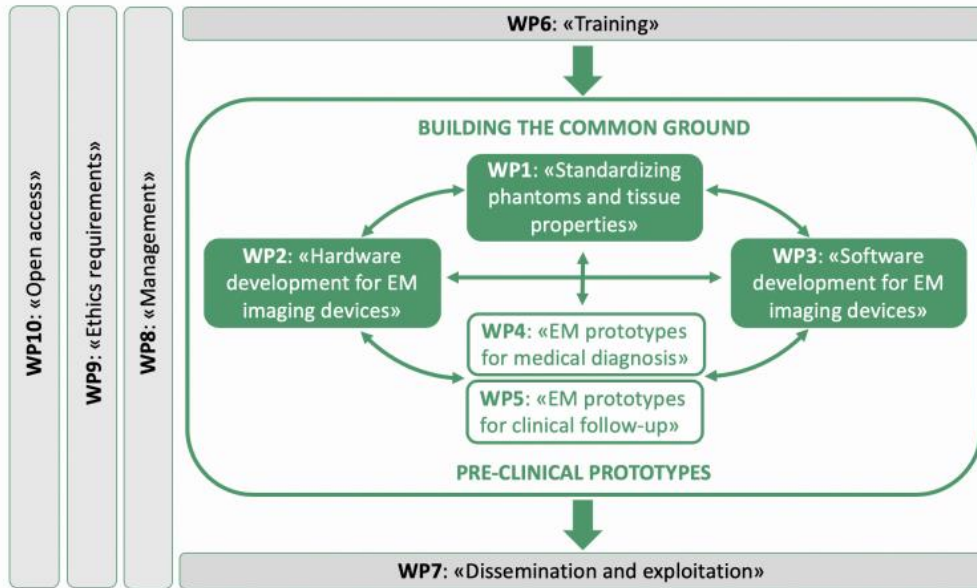 WP10: «Open access»
WP9: «Ethics requirements»
WP8: «Management»
WP6: «Training»
BUILDING THE COMMON GROUND
WP1: «Standardizing
phantoms and tissue
properties»
WP2: «Hardware
development for EM
imaging devices»
WP3: «Software
development for EM
imaging devices»
WP4: «EM prototypes
for medical diagnosis»
WP5: «EM prototypes
for clinical follow-up»
PRE-CLINICAL PROTOTYPES
WP7: «Dissemination and exploitation»